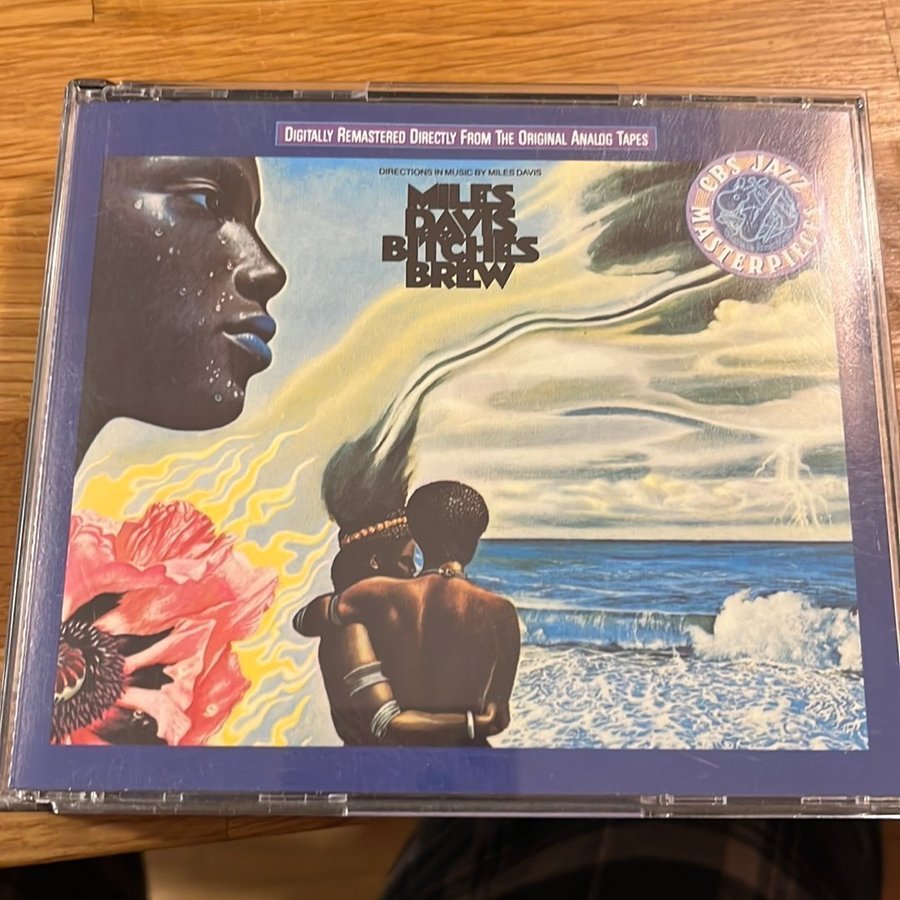 DIGITALLY REMASTERED DIRECTLY FROM THE ORIGINAL ANALOG TAPES
DIRECTIONS IN MUSIC BY MILES DAVIS
MILES
DAVIS
BITCHES
BREW
CBS JAZZ
MASTERPIECES